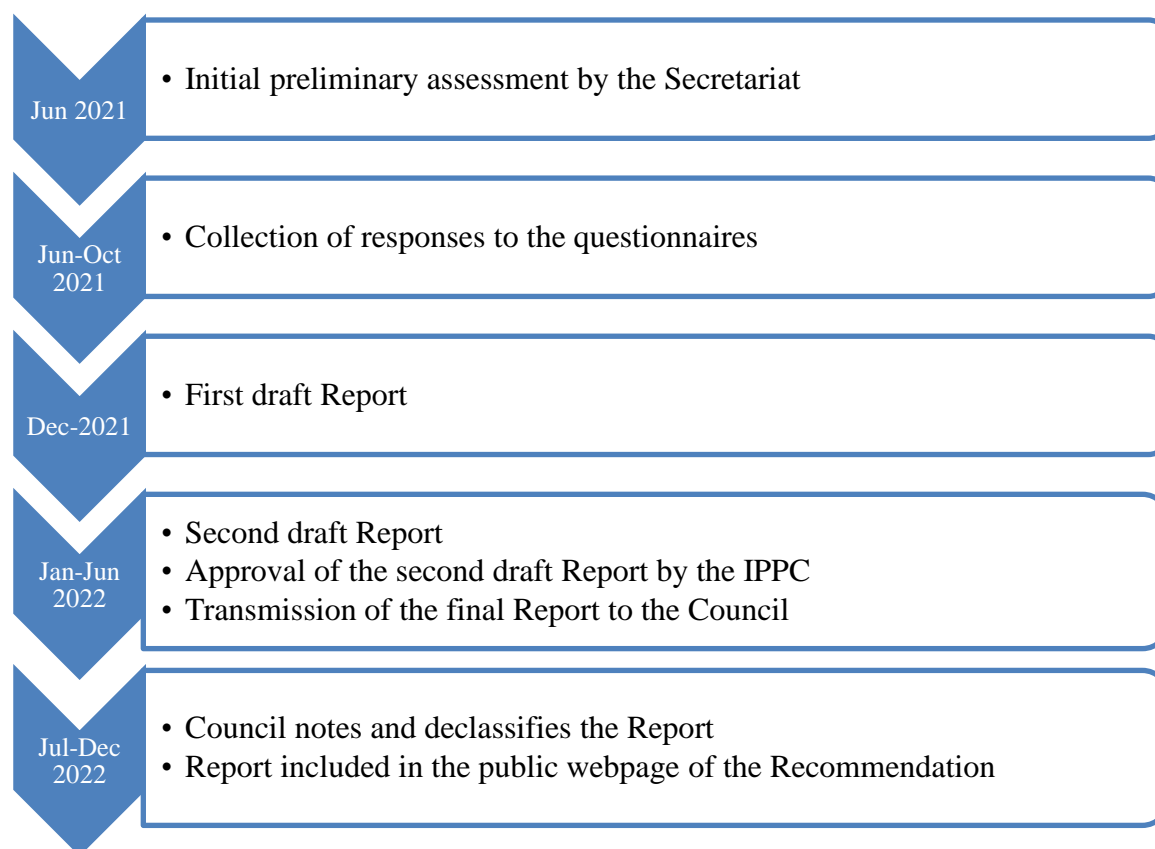 Jun 2021
• Initial preliminary assessment by the Secretariat
Jun-Oct
2021
• Collection of responses to the questionnaires
Dec-2021
• First draft Report
Jan-Jun
2022
• Second draft Report
• Approval of the second draft Report by the IPPC
• Transmission of the final Report to the Council
Jul-Dec
2022
• Council notes and declassifies the Report
• Report included in the public webpage of the Recommendation